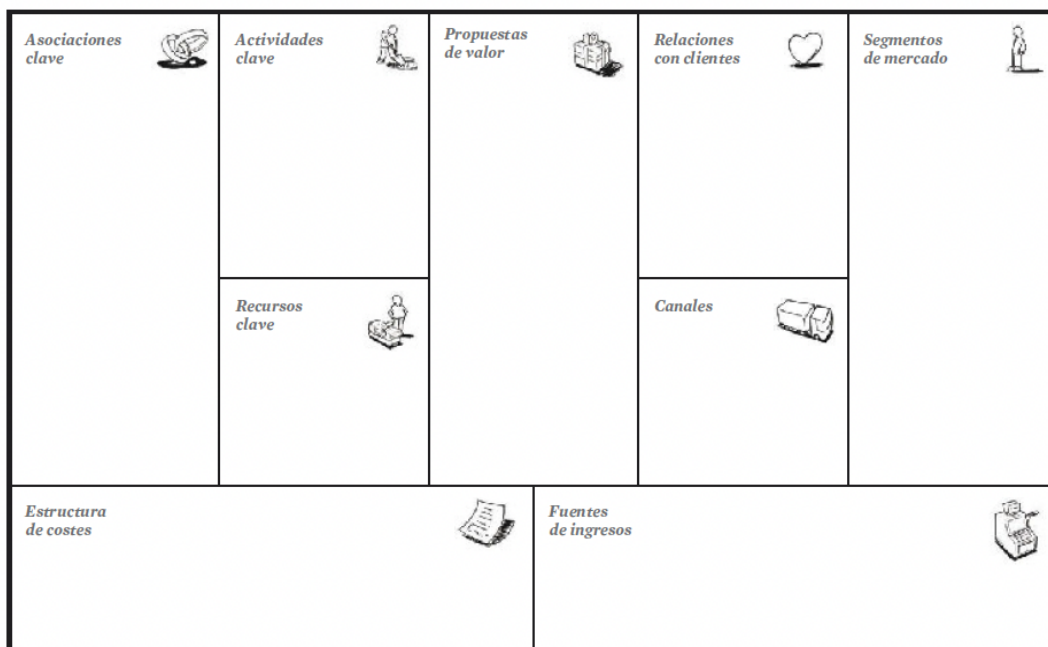 Asociaciones
clave
Actividades
clave
Propuestas
de valor
Relaciones
con clientes
Segmentos
de mercado
Recursos
clave
Canales
Estructura
de costes
Fuentes
de ingresos